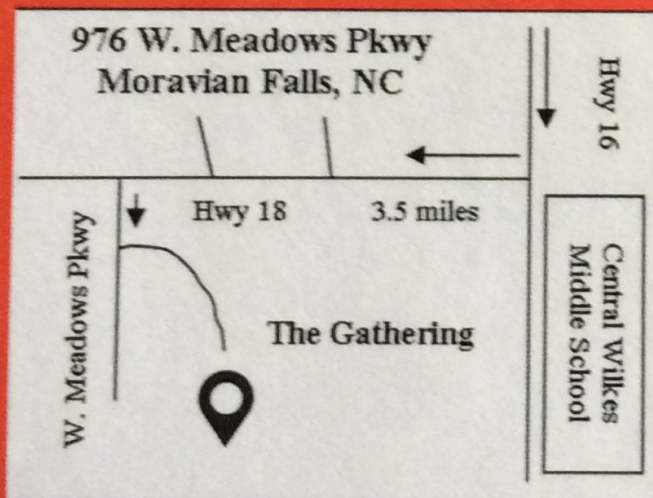 976 W. Meadows Pkwy
Moravian Falls, NC
Hwy 16
Hwy 18
3.5 miles
W. Meadows Pkwy
The Gathering
Central Wilkes
Middle School